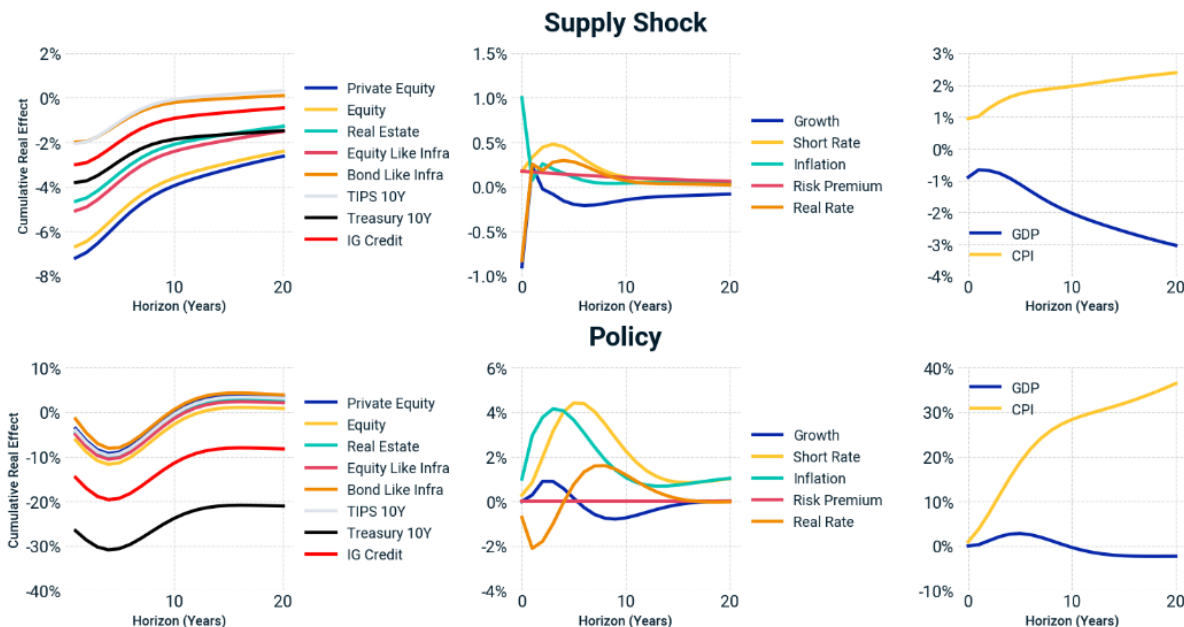 Supply Shock
Cumulative Real Effect
2%
0%
-2%
-4%
-6%
-8%
10
20
Horizon (Years)
Private Equity
Equity
Real Estate
Equity Like Infra
Bond Like Infra
TIPS 10Y
Treasury 10Y
IG Credit
1.5%
1.0%
0.5%
0.0%
-0.5%
-1.0%
0
10
20
Horizon (Years)
Growth
Short Rate
Inflation
Risk Premium
Real Rate
3%
2%
1%
0%
-1%
-2%
-3%
-4%
GDP
CPI
0
10
20
Horizon (Years)
Policy
Cumulative Real Effect
10%
0%
-10%
-20%
-30%
-40%
10
20
Horizon (Years)
Private Equity
Equity
Real Estate
Equity Like Infra
Bond Like Infra
TIPS 10Y
Treasury 10Y
IG Credit
6%
4%
2%
0%
-2%
-4%
0
10
20
Horizon (Years)
Growth
Short Rate
Inflation
Risk Premium
Real Rate
40%
30%
20%
10%
0%
-10%
GDP
CPI
0
10
20
Horizon (Years)